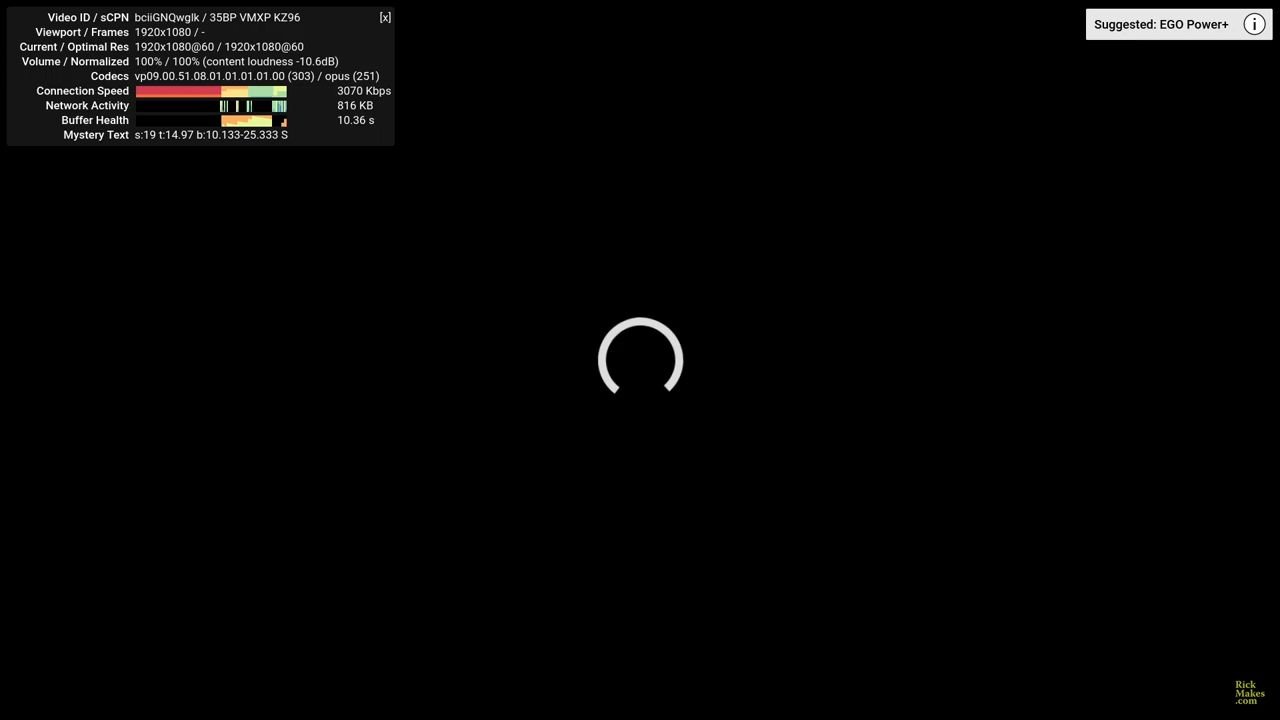 Video ID / sCPN bciiGNQwglk / 35BP VMXP KZ96 [x]
Viewport / Frames 1920x1080 / -
Current / Optimal Res 1920x1080@60 / 1920x1080@60
Volume / Normalized 100% / 100% (content loudness -10.6dB)
Codecs vp09.00.51.08.01.01.01.01.00 (303) / opus (251)
Connection Speed 3070 Kbps
Network Activity 816 KB
Buffer Health 10.36 s
Mystery Text s:19 t:14.97 b:10.133-25.333 S
Suggested: EGO Power+
Rick
Makes
.com